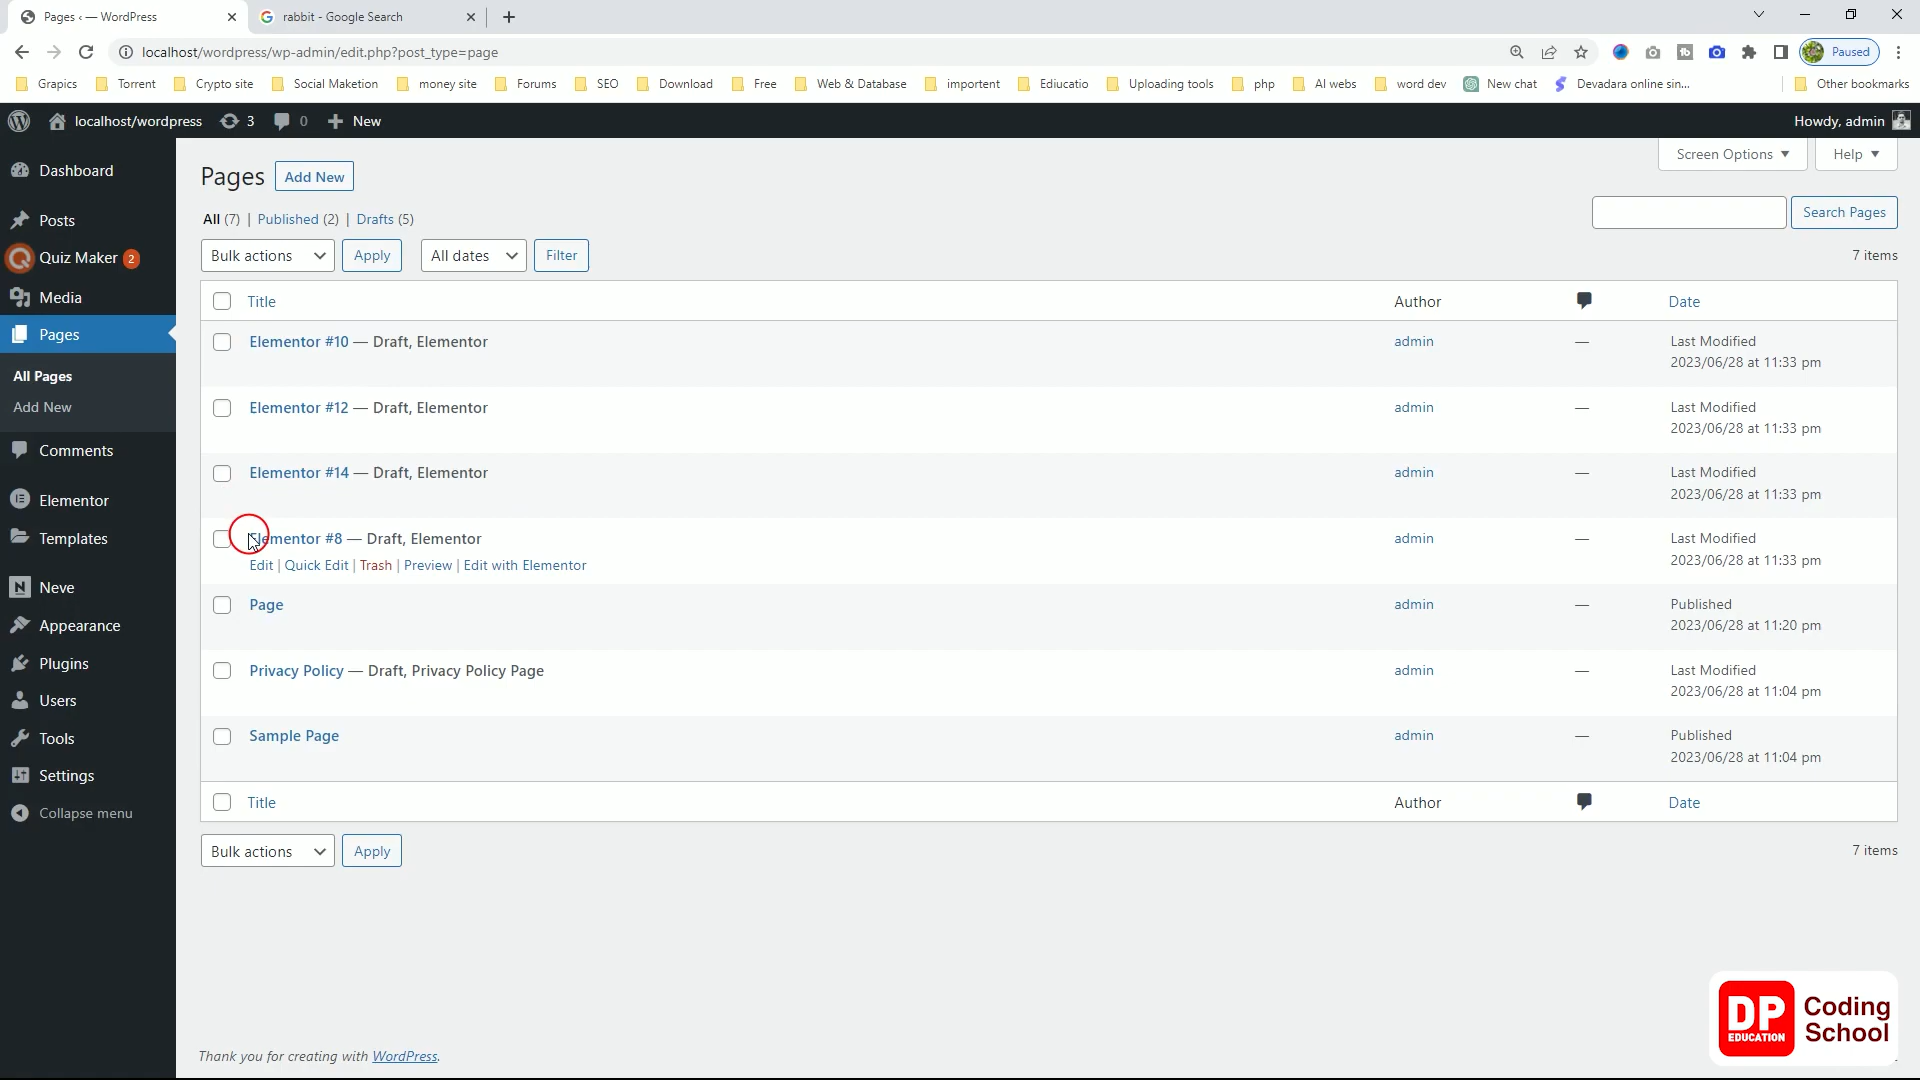 Pages ‹ — WordPress
rabbit - Google Search
localhost/wordpress/wp-admin/edit.php?post_type=page
Paused
Grapics
Torrent
Crypto site
Social Maketion
money site
Forums
SEO
Download
Free
Web & Database
importent
Eduicatio
Uploading tools
php
AI webs
word dev
New chat
Devadara online sin...
Other bookmarks
localhost/wordpress
3
0
New
Howdy, admin
Dashboard
Posts
Quiz Maker 2
Media
Pages
All Pages
Add New
Comments
Elementor
Templates
Neve
Appearance
Plugins
Users
Tools
Settings
Collapse menu
Pages Add New
Screen Options
Help
All (7) | Published (2) | Drafts (5)
Search Pages
Bulk actions Apply All dates Filter
7 items
Title Author Date
Elementor #10 — Draft, Elementor admin — Last Modified
2023/06/28 at 11:33 pm
Elementor #12 — Draft, Elementor admin — Last Modified
2023/06/28 at 11:33 pm
Elementor #14 — Draft, Elementor admin — Last Modified
2023/06/28 at 11:33 pm
Elementor #8 — Draft, Elementor admin — Last Modified
Edit | Quick Edit | Trash | Preview | Edit with Elementor 2023/06/28 at 11:33 pm
Page admin — Published
2023/06/28 at 11:20 pm
Privacy Policy — Draft, Privacy Policy Page admin — Last Modified
2023/06/28 at 11:04 pm
Sample Page admin — Published
2023/06/28 at 11:04 pm
Title Author Date
Bulk actions Apply
7 items
Thank you for creating with WordPress.
DP
EDUCATION
Coding
School